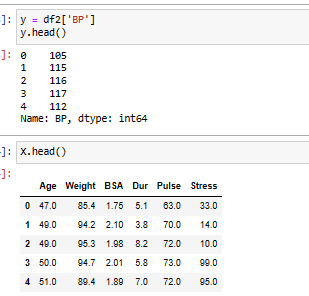 ]: y = df2['BP']
y.head()
]: 0 105
1 115
2 116
3 117
4 112
Name: BP, dtype: int64
]: X.head()
]:
Age Weight BSA Dur Pulse Stress
0 47.0 85.4 1.75 5.1 63.0 33.0
1 49.0 94.2 2.10 3.8 70.0 14.0
2 49.0 95.3 1.98 8.2 72.0 10.0
3 50.0 94.7 2.01 5.8 73.0 99.0
4 51.0 89.4 1.89 7.0 72.0 95.0